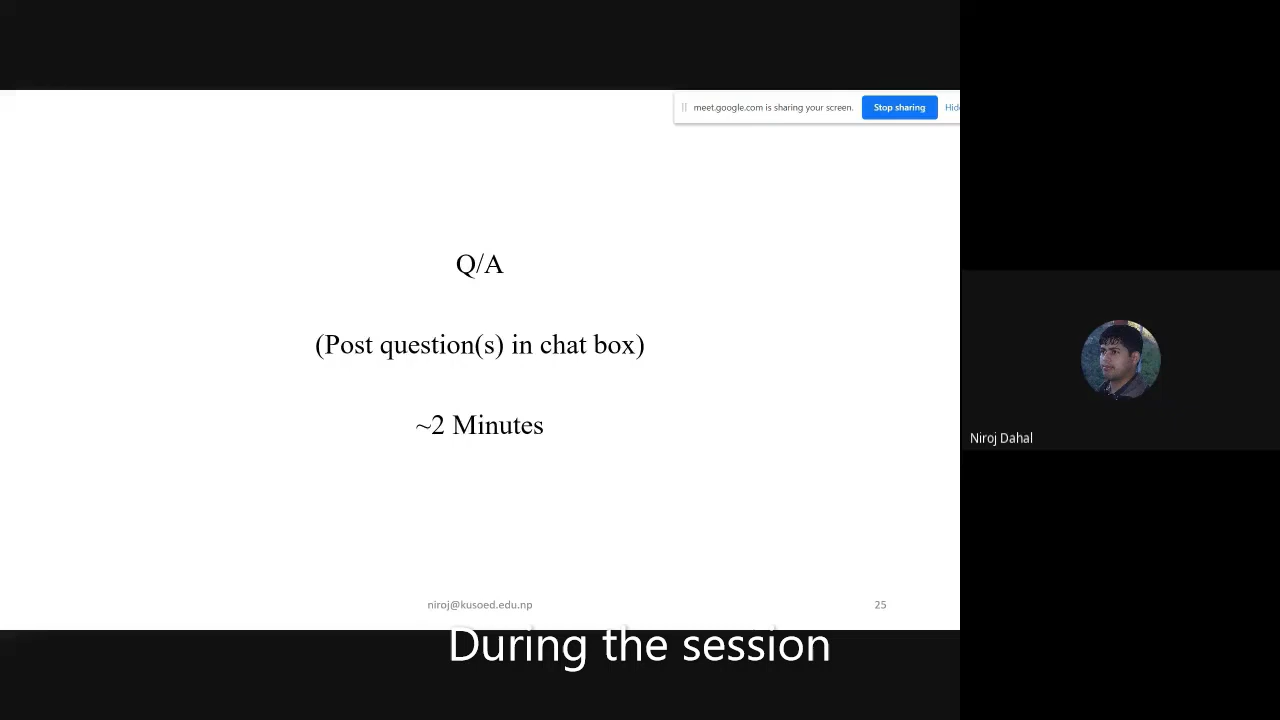 meet.google.com is sharing your screen.
Stop sharing
Q/A
(Post question(s) in chat box)
~2 Minutes
Niroj Dahal
niroj@kusoed.edu.np
25
During the session